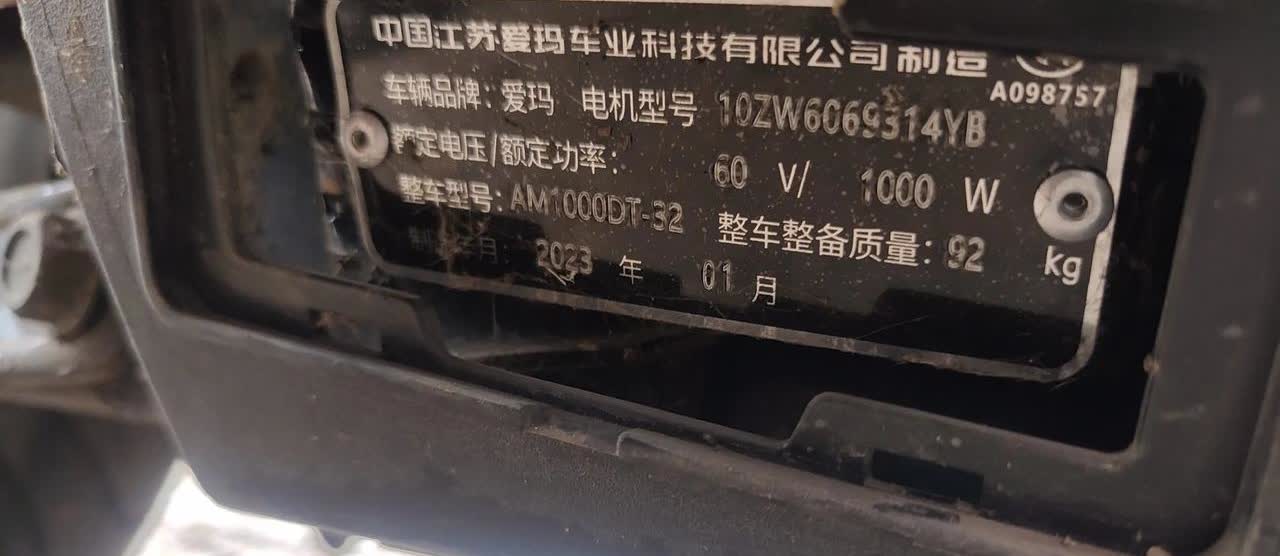 中国江苏爱玛车业科技有限公司制造
A098757
车辆品牌：爱玛 电机型号 10ZW6069314YB
额定电压/额定功率： 60 V/ 1000 W
整车型号：AM1000DT-32 整车整备质量：92 kg
制造年月 2023 年 01 月